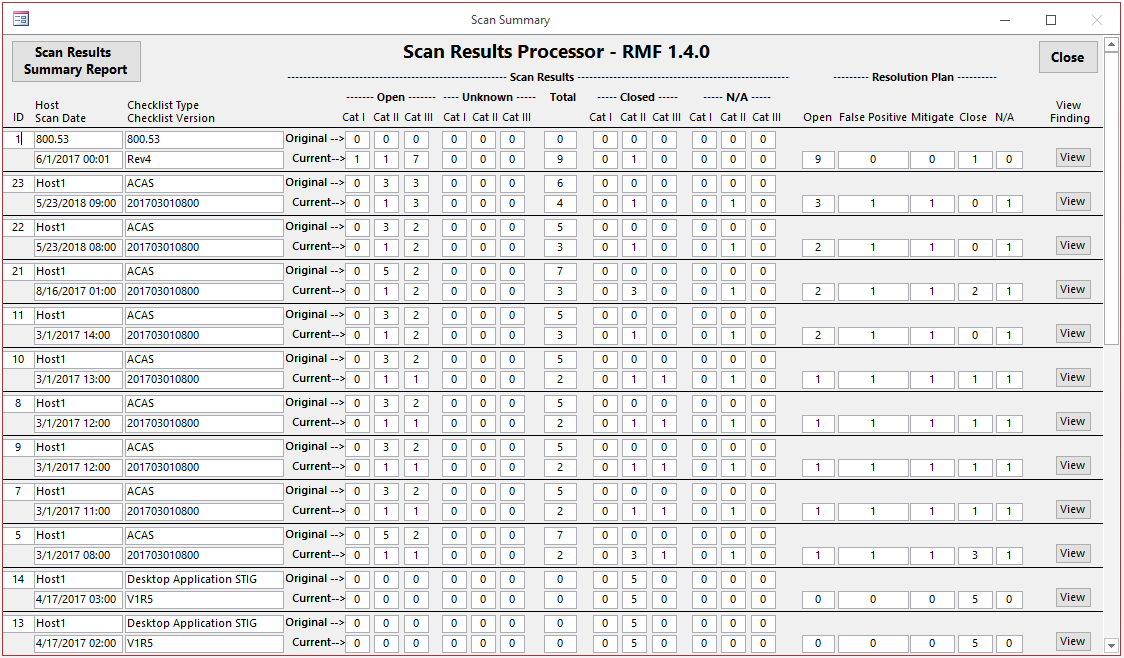 Scan Summary
Scan Results Summary Report
Scan Results Processor - RMF 1.4.0
Close
-------------------- Scan Results --------------------
--------- Resolution Plan ----------
------- Open ------- ---- Unknown ----- Total ----- Closed ----- ----- N/A -----
Host Checklist Type View
ID Scan Date Checklist Version Cat I Cat II Cat III Cat I Cat II Cat III Cat I Cat II Cat III Cat I Cat II Cat III Open False Positive Mitigate Close N/A Finding
1 800.53 800.53 Original --> 0 0 0 0 0 0 0 0 0 0 0 0 0
6/1/2017 00:01 Rev4 Current--> 1 1 7 0 0 0 9 0 1 0 0 0 0 9 0 0 1 0 View
23 Host1 ACAS Original --> 0 3 3 0 0 0 6 0 0 0 0 0 0
5/23/2018 09:00 201703010800 Current--> 0 1 3 0 0 0 4 0 1 0 0 1 0 3 1 1 0 1 View
22 Host1 ACAS Original --> 0 3 2 0 0 0 5 0 0 0 0 0 0
5/23/2018 08:00 201703010800 Current--> 0 1 2 0 0 0 3 0 1 0 0 1 0 2 1 1 0 1 View
21 Host1 ACAS Original --> 0 5 2 0 0 0 7 0 0 0 0 0 0
8/16/2017 01:00 201703010800 Current--> 0 1 2 0 0 0 3 0 3 0 0 1 0 2 1 1 2 1 View
11 Host1 ACAS Original --> 0 3 2 0 0 0 5 0 0 0 0 0 0
3/1/2017 14:00 201703010800 Current--> 0 1 2 0 0 0 3 0 1 0 0 1 0 2 1 1 0 1 View
10 Host1 ACAS Original --> 0 3 2 0 0 0 5 0 0 0 0 0 0
3/1/2017 13:00 201703010800 Current--> 0 1 1 0 0 0 2 0 1 1 0 1 0 1 1 1 1 1 View
8 Host1 ACAS Original --> 0 3 2 0 0 0 5 0 0 0 0 0 0
3/1/2017 12:00 201703010800 Current--> 0 1 1 0 0 0 2 0 1 1 0 1 0 1 1 1 1 1 View
9 Host1 ACAS Original --> 0 3 2 0 0 0 5 0 0 0 0 0 0
3/1/2017 12:00 201703010800 Current--> 0 1 1 0 0 0 2 0 1 1 0 1 0 1 1 1 1 1 View
7 Host1 ACAS Original --> 0 3 2 0 0 0 5 0 0 0 0 0 0
3/1/2017 11:00 201703010800 Current--> 0 1 1 0 0 0 2 0 1 1 0 1 0 1 1 1 1 1 View
5 Host1 ACAS Original --> 0 5 2 0 0 0 7 0 0 0 0 0 0
3/1/2017 08:00 201703010800 Current--> 0 1 1 0 0 0 2 0 3 1 0 1 0 1 1 1 3 1 View
14 Host1 Desktop Application STIG Original --> 0 0 0 0 0 0 0 0 5 0 0 0 0
4/17/2017 03:00 V1R5 Current--> 0 0 0 0 0 0 0 0 5 0 0 0 0 0 0 0 5 0 View
13 Host1 Desktop Application STIG Original --> 0 0 0 0 0 0 0 0 5 0 0 0 0
4/17/2017 02:00 V1R5 Current--> 0 0 0 0 0 0 0 0 5 0 0 0 0 0 0 0 5 0 View